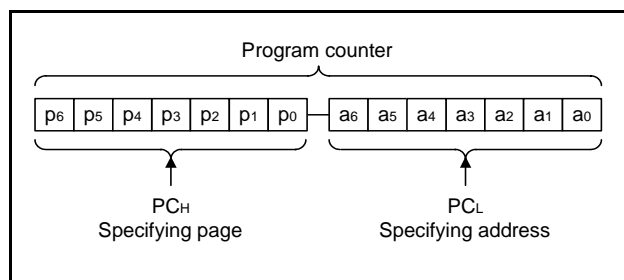 Program counter
p6 p5 p4 p3 p2 p1 p0 a6 a5 a4 a3 a2 a1 a0
PCH PCL
Specifying page Specifying address